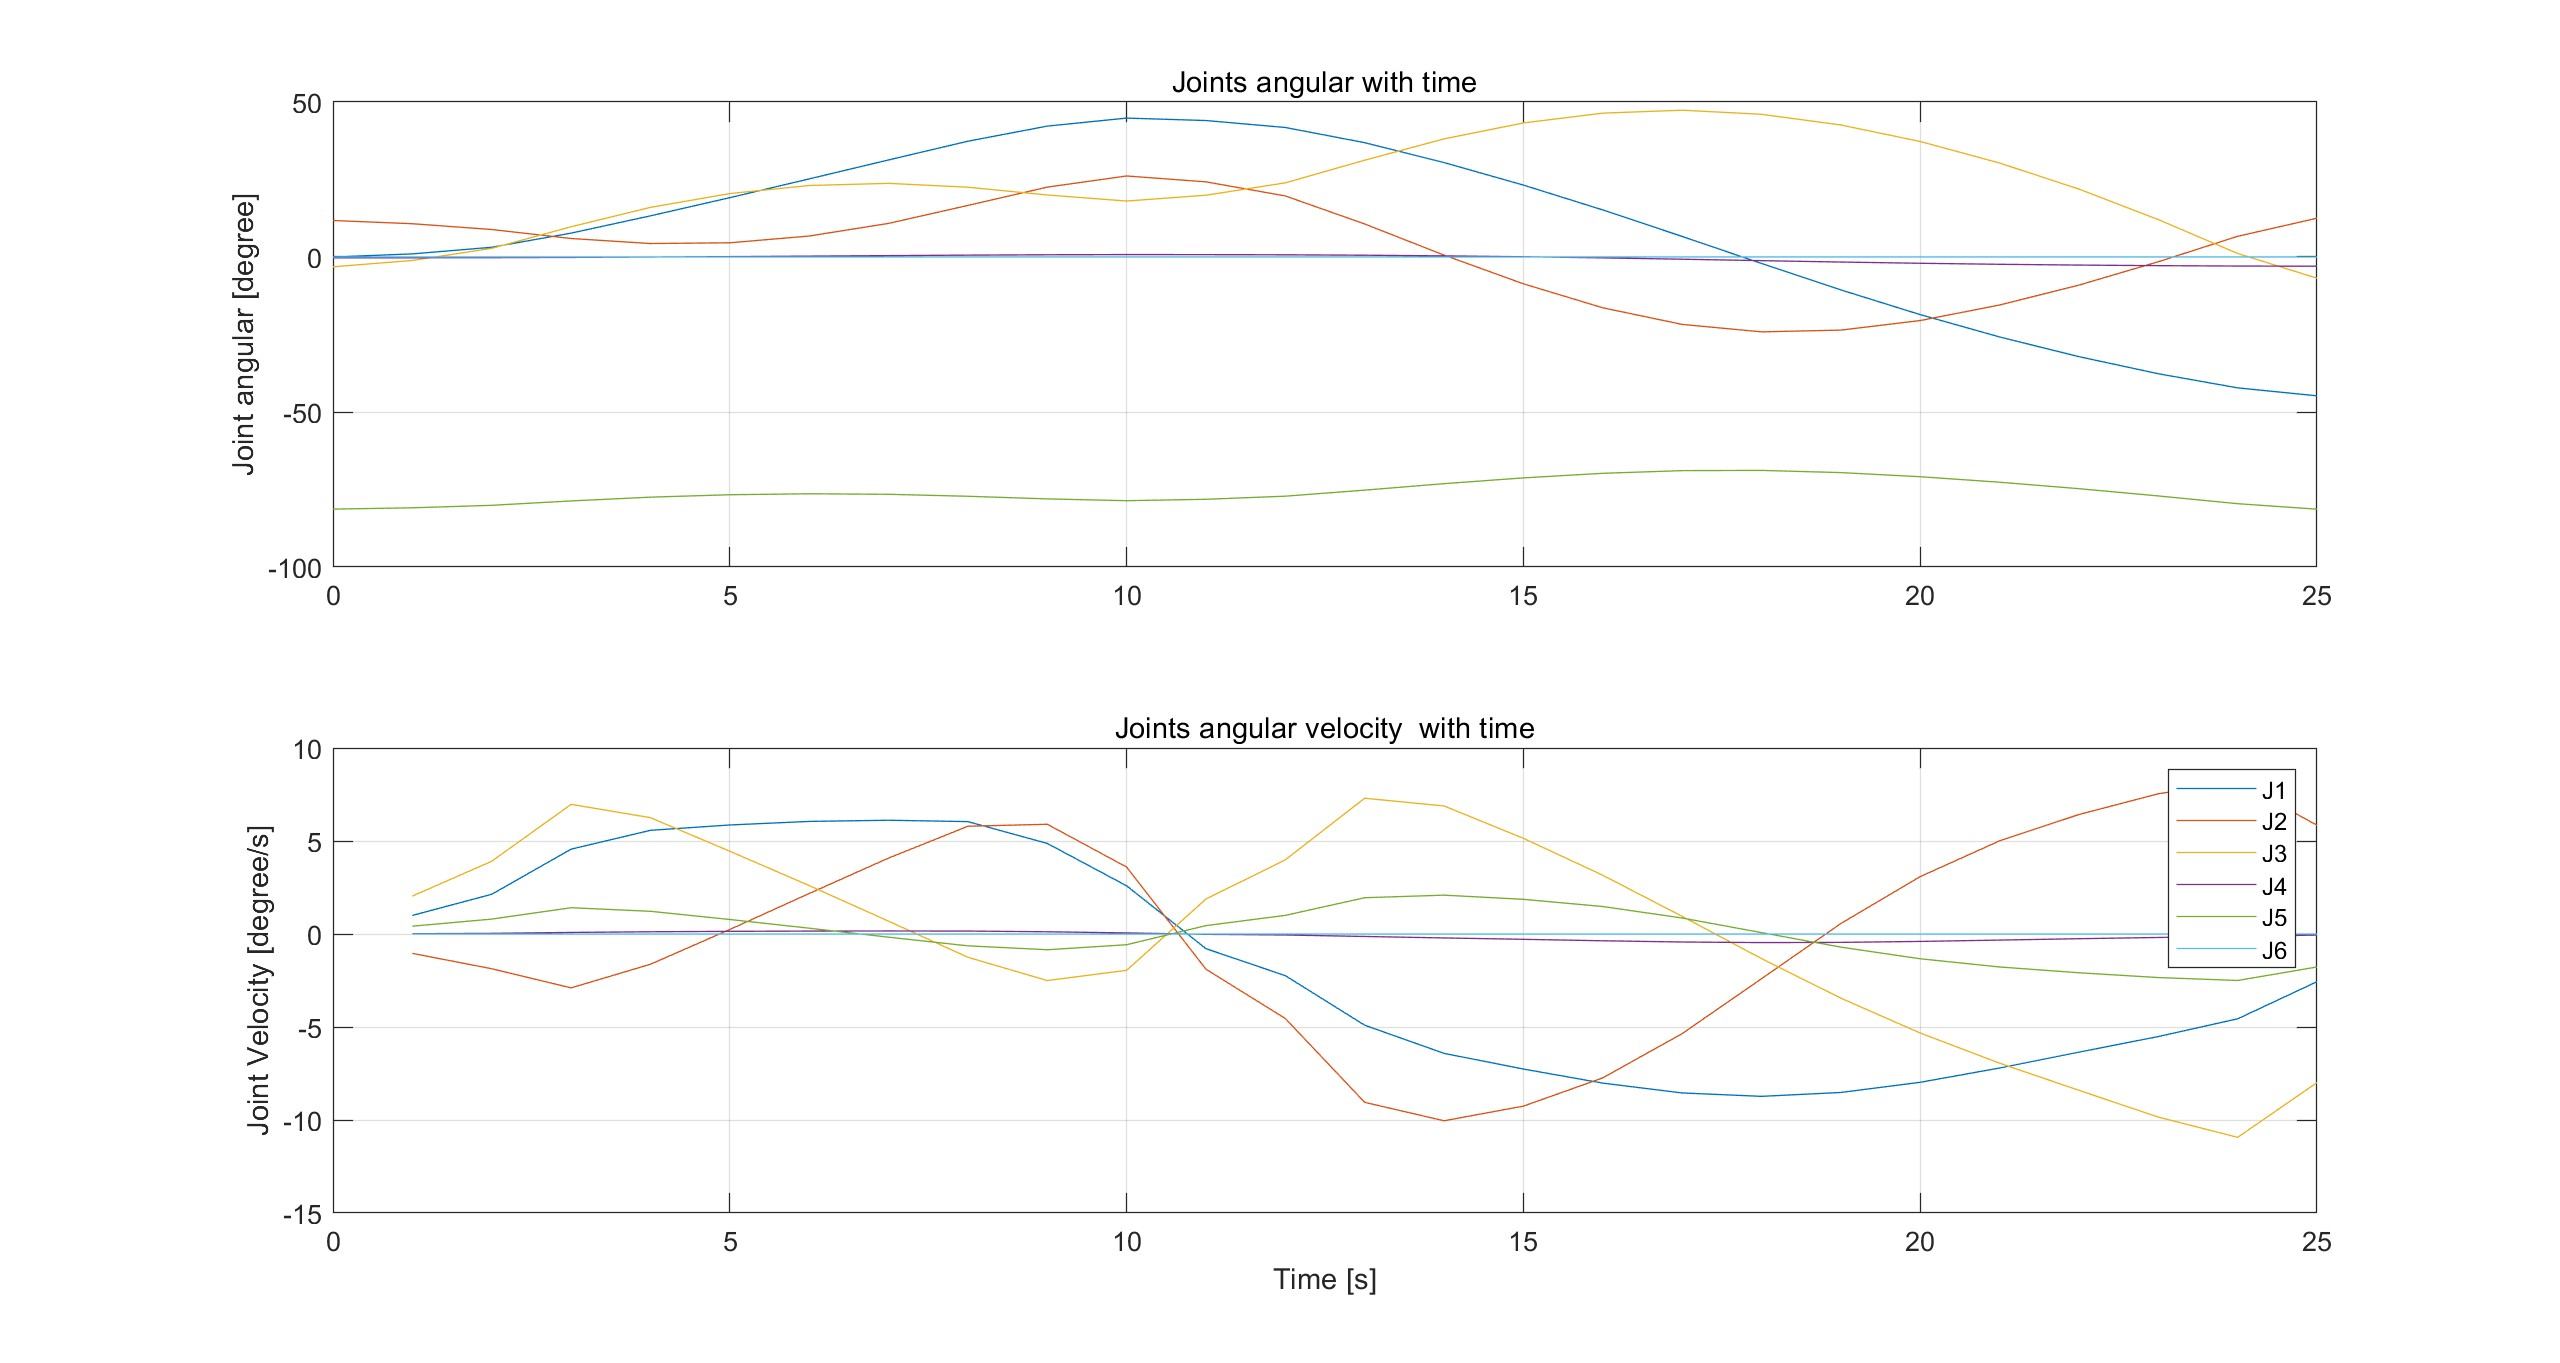 Joints angular with time
Joint angular [degree]
50
0
-50
-100
0 5 10 15 20 25
Joints angular velocity  with time
Joint Velocity [degree/s]
10
5
0
-5
-10
-15
J1
J2
J3
J4
J5
J6
0 5 10 15 20 25
Time [s]